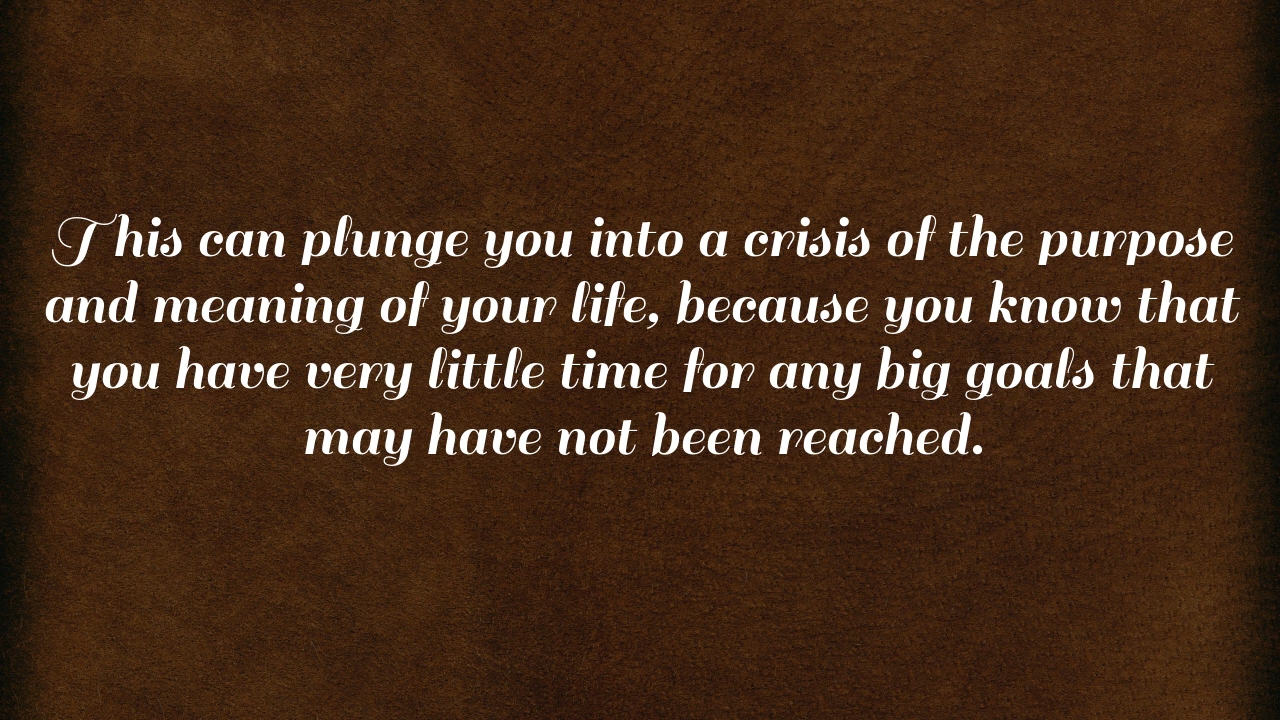 This can plunge you into a crisis of the purpose
and meaning of your life, because you know that
you have very little time for any big goals that
may have not been reached.